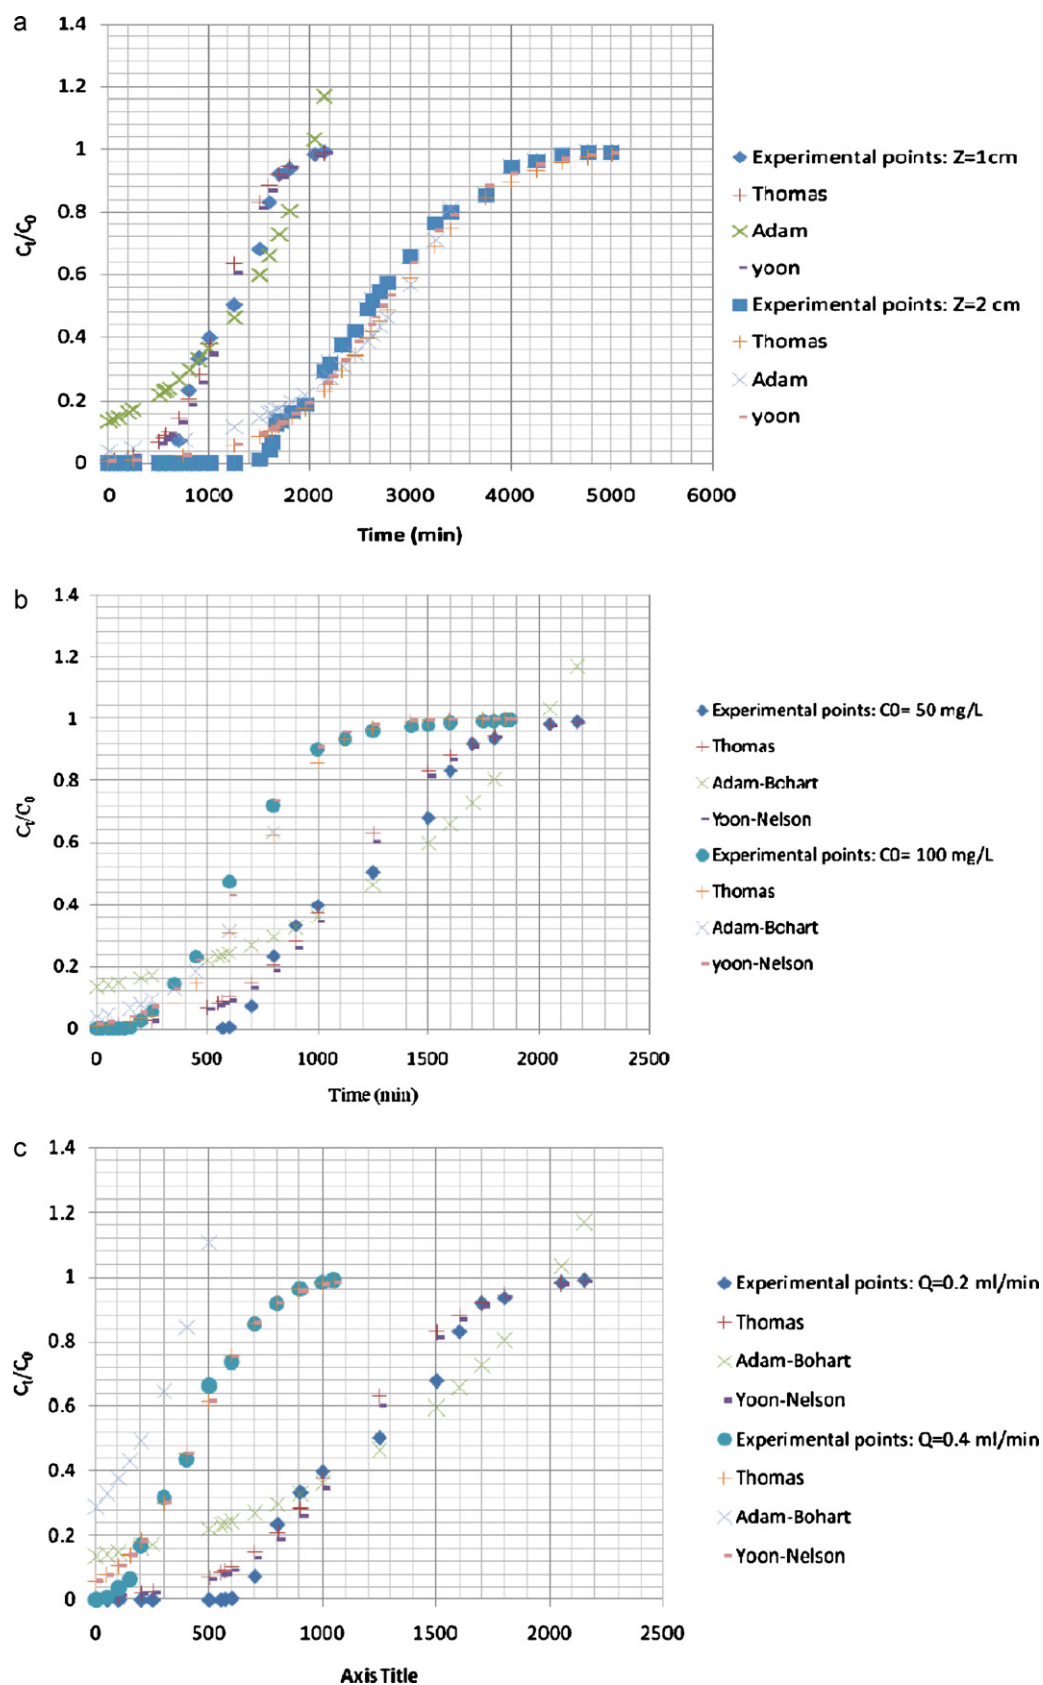 a
1.4
1.2
1
0.8
0.6
0.4
0.2
0
Ct/C0
0 1000 2000 3000 4000 5000 6000
Time (min)
Experimental points: Z=1cm
Thomas
Adam
yoon
Experimental points: Z=2 cm
Thomas
Adam
yoon
b
1.4
1.2
1
0.8
0.6
0.4
0.2
0
Ct/C0
0 500 1000 1500 2000 2500
Time (min)
Experimental points: C0= 50 mg/L
Thomas
Adam-Bohart
Yoon-Nelson
Experimental points: C0= 100 mg/L
Thomas
Adam-Bohart
yoon-Nelson
c
1.4
1.2
1
0.8
0.6
0.4
0.2
0
Ct/C0
0 500 1000 1500 2000 2500
Axis Title
Experimental points: Q=0.2 ml/min
Thomas
Adam-Bohart
Yoon-Nelson
Experimental points: Q=0.4 ml/min
Thomas
Adam-Bohart
Yoon-Nelson